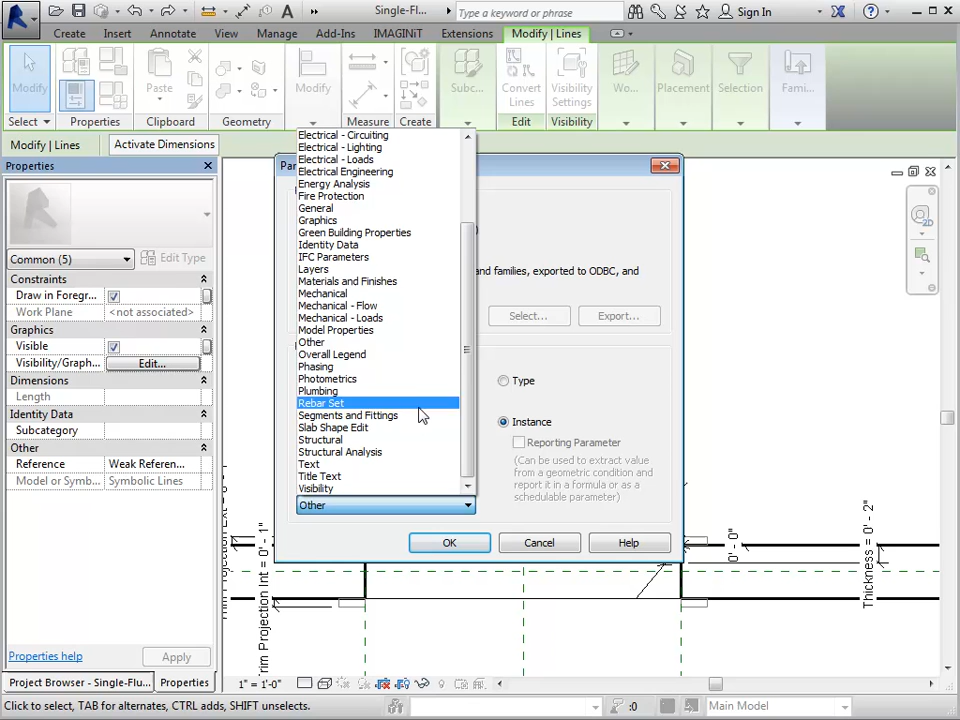 Single-Flu...
Type a keyword or phrase
Sign In
Create Insert Annotate View Manage Add-Ins IMAGINiT Extensions Modify | Lines
Modify Paste Modify Subc... Convert Lines Visibility Settings Wo... Placement Selection Fami...
Select Properties Clipboard Geometry Measure Create Edit Visibility
Modify | Lines Activate Dimensions
Properties
Common (5) Edit Type
Constraints
Draw in Foregr...
Work Plane <not associated>
Graphics
Visible
Visibility/Graph... Edit...
Dimensions
Length
Identity Data
Subcategory
Other
Reference Weak Referen...
Model or Symb... Symbolic Lines
Properties help Apply
Project Browser - Single-Flu... Properties
Electrical - Circuiting
Electrical - Lighting
Electrical - Loads
Electrical Engineering
Energy Analysis
Fire Protection
General
Graphics
Green Building Properties
Identity Data
IFC Parameters
Layers
Materials and Finishes
Mechanical
Mechanical - Flow
Mechanical - Loads
Model Properties
Other
Overall Legend
Phasing
Photometrics
Plumbing
Rebar Set
Segments and Fittings
Slab Shape Edit
Structural
Structural Analysis
Text
Title Text
Visibility
Other
and families, exported to ODBC, and
Select... Export...
Type
Instance
Reporting Parameter
(Can be used to extract value
from a geometric condition and
report it in a formula or as a
schedulable parameter)
OK Cancel Help
Projection Ext
Trim Projection Int = 0' - 1"
0' - 0"
Thickness = 0' - 2"
1" = 1'-0"
Click to select, TAB for alternates, CTRL adds, SHIFT unselects.
:0
Main Model